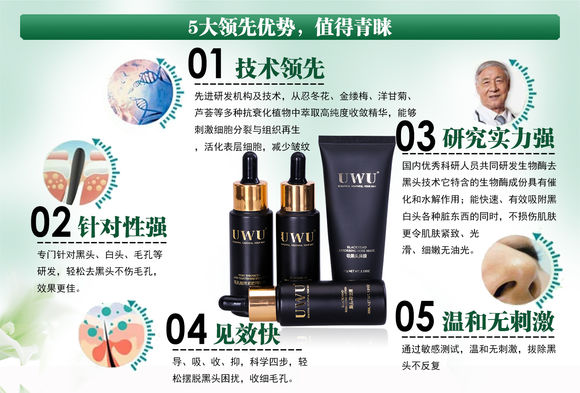 5大领先优势，值得青睐
01 技术领先
先进研发机构及技术，从忍冬花、金缕梅、洋甘菊、
芦荟等多种抗衰化植物中萃取高纯度收敛精华，能够
刺激细胞分裂与组织再生
，活化表层细胞，减少皱纹
02 针对性强
专门针对黑头、白头、毛孔等
研发，轻松去黑头不伤毛孔，
效果更佳。
03 研究实力强
国内优秀科研人员共同研发生物酶去
黑头技术它特含的生物酶成份具有催
化和水解作用；能快速、有效吸附黑
白头各种脏东西的同时，不损伤肌肤
更令肌肤紧致、光
滑、细嫩无油光。
04 见效快
导、吸、收、抑，科学四步，轻
松摆脱黑头困扰，收细毛孔。
05 温和无刺激
通过敏感测试，温和无刺激，拔除黑
头不反复
UWU
UWU
UWU
UWU